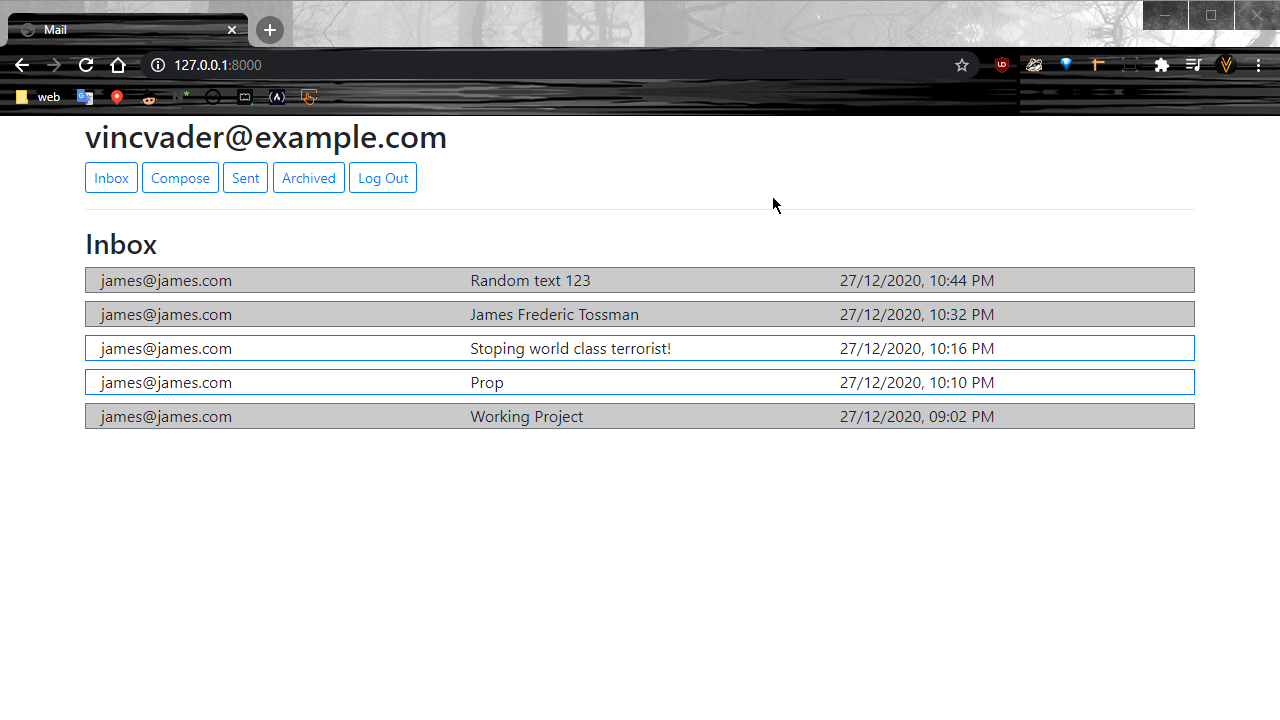 Mail
127.0.0.1:8000
web
vincvader@example.com
Inbox Compose Sent Archived Log Out
Inbox
james@james.com Random text 123 27/12/2020, 10:44 PM
james@james.com James Frederic Tossman 27/12/2020, 10:32 PM
james@james.com Stoping world class terrorist! 27/12/2020, 10:16 PM
james@james.com Prop 27/12/2020, 10:10 PM
james@james.com Working Project 27/12/2020, 09:02 PM